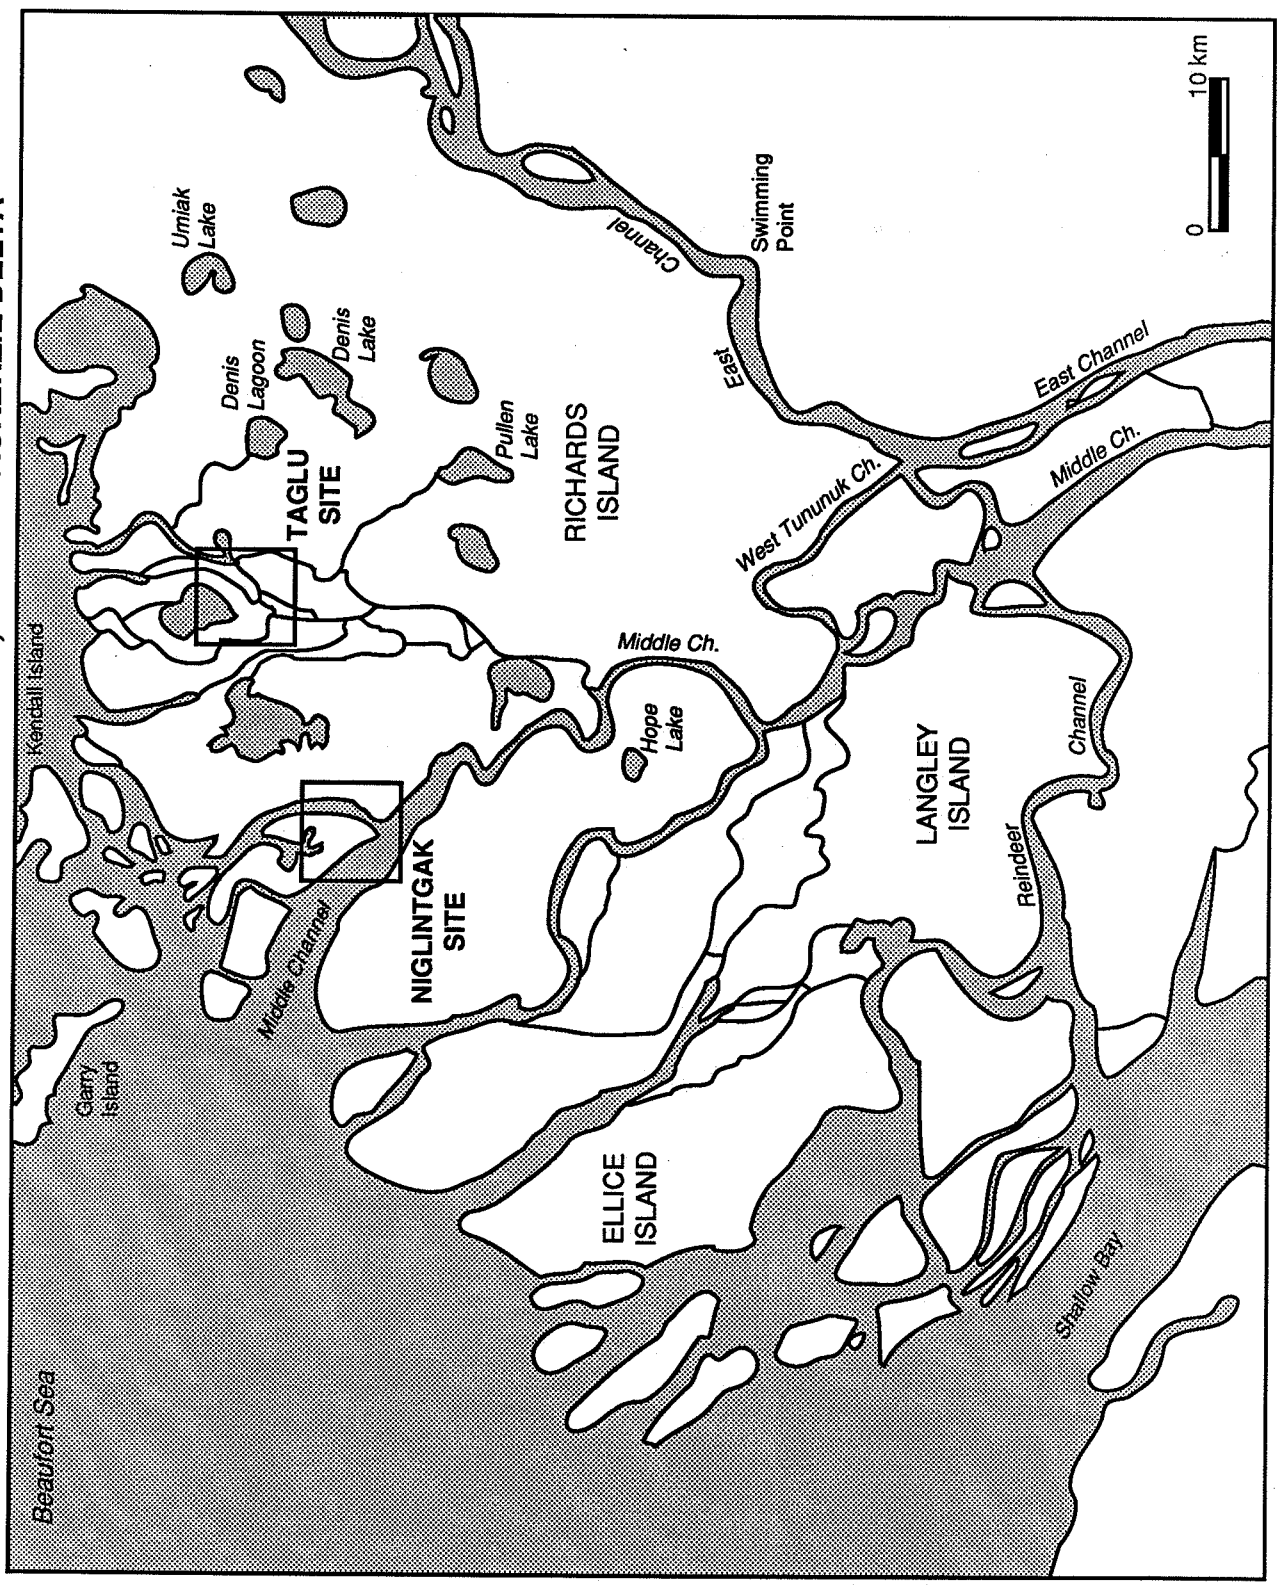 Umiak
Lake
Denis
Lagoon
Denis
Lake
TAGLU
SITE
Pullen
Lake
RICHARDS
ISLAND
Channel
Swimming
Point
East
0
10 km
East Channel
Middle Ch.
West Tununuk Ch.
Kendall Island
Middle Ch.
Hope
Lake
LANGLEY
ISLAND
Channel
Reindeer
NIGLINTGAK
SITE
Middle Channel
Garry
Island
ELLICE
ISLAND
Shallow Bay
Beaufort Sea